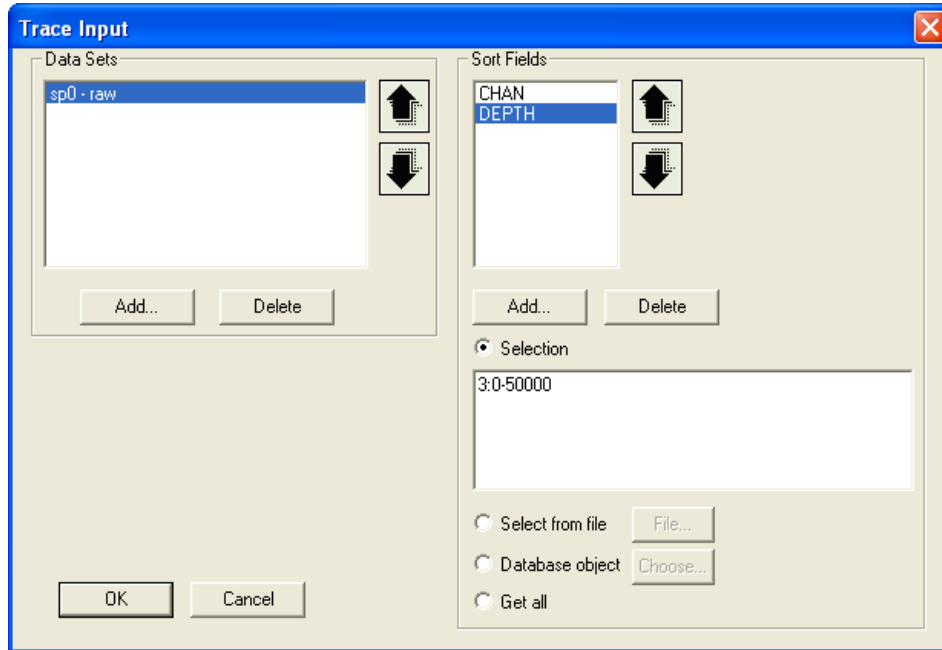 Trace Input
Data Sets
sp0 - raw
Add...
Delete
Sort Fields
CHAN
DEPTH
Add...
Delete
Selection
3:0-50000
Select from file
File...
Database object
Choose...
Get all
OK
Cancel